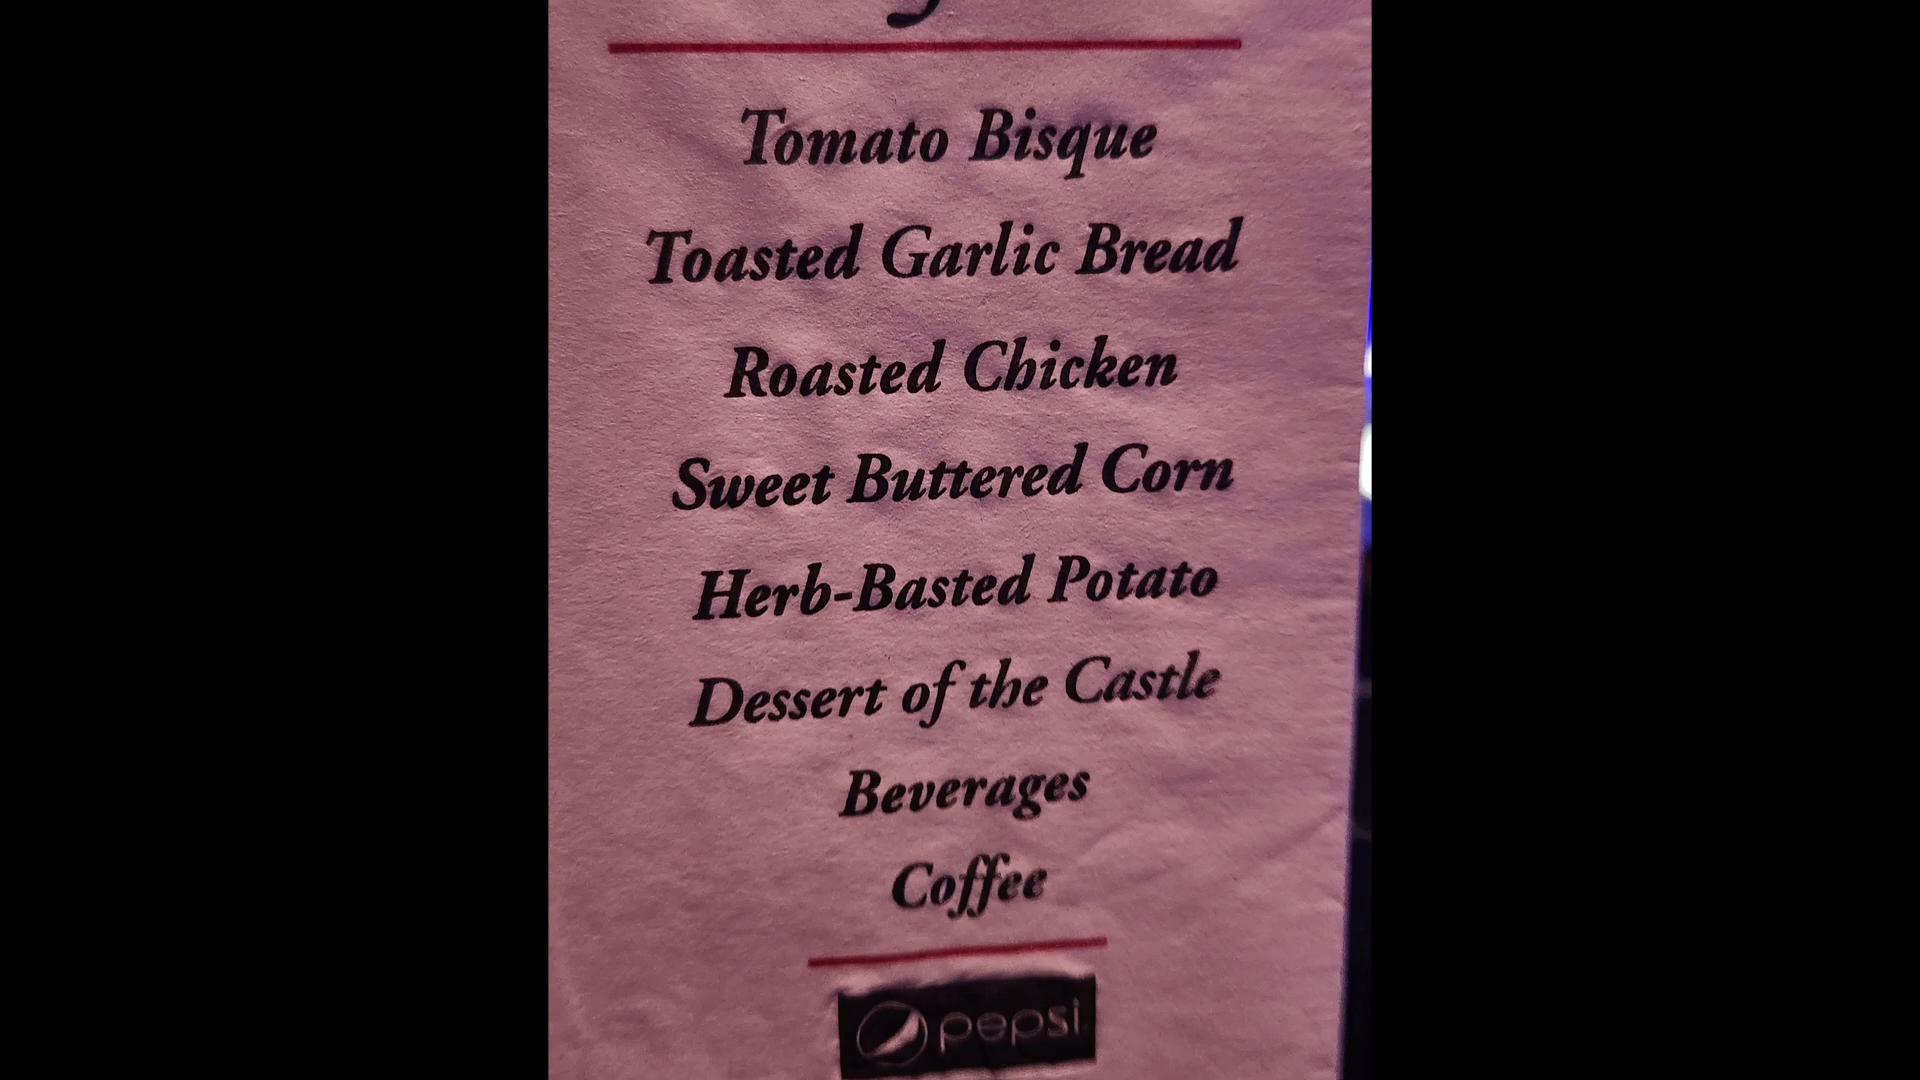 Tomato Bisque
Toasted Garlic Bread
Roasted Chicken
Sweet Buttered Corn
Herb-Basted Potato
Dessert of the Castle
Beverages
Coffee
pepsi